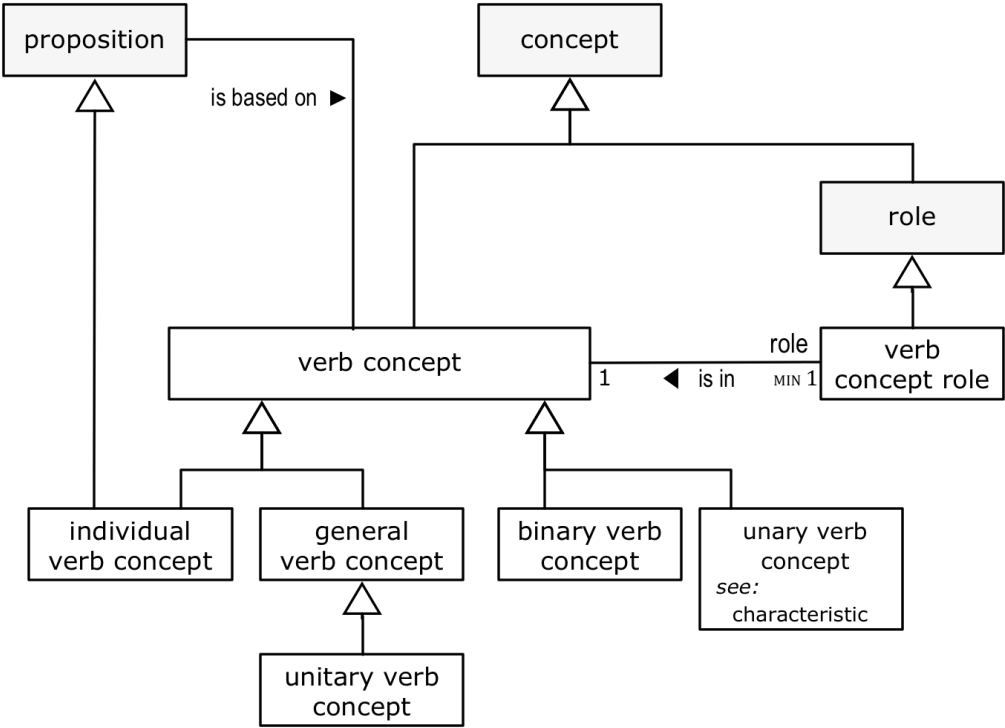 proposition
concept
is based on ►
role
verb concept
role
1
◄ is in
MIN 1
verb
concept role
individual
verb concept
general
verb concept
binary verb
concept
unary verb
concept
see:
characteristic
unitary verb
concept